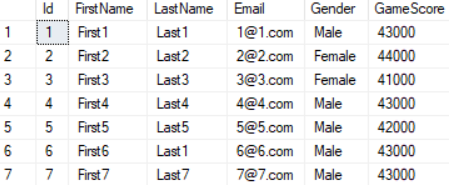 Id FirstName LastName Email Gender GameScore
1 1 First1 Last1 1@1.com Male 43000
2 2 First2 Last2 2@2.com Female 44000
3 3 First3 Last3 3@3.com Female 41000
4 4 First4 Last4 4@4.com Male 43000
5 5 First5 Last5 5@5.com Male 42000
6 6 First6 Last1 6@6.com Male 43000
7 7 First7 Last7 7@7.com Male 43000